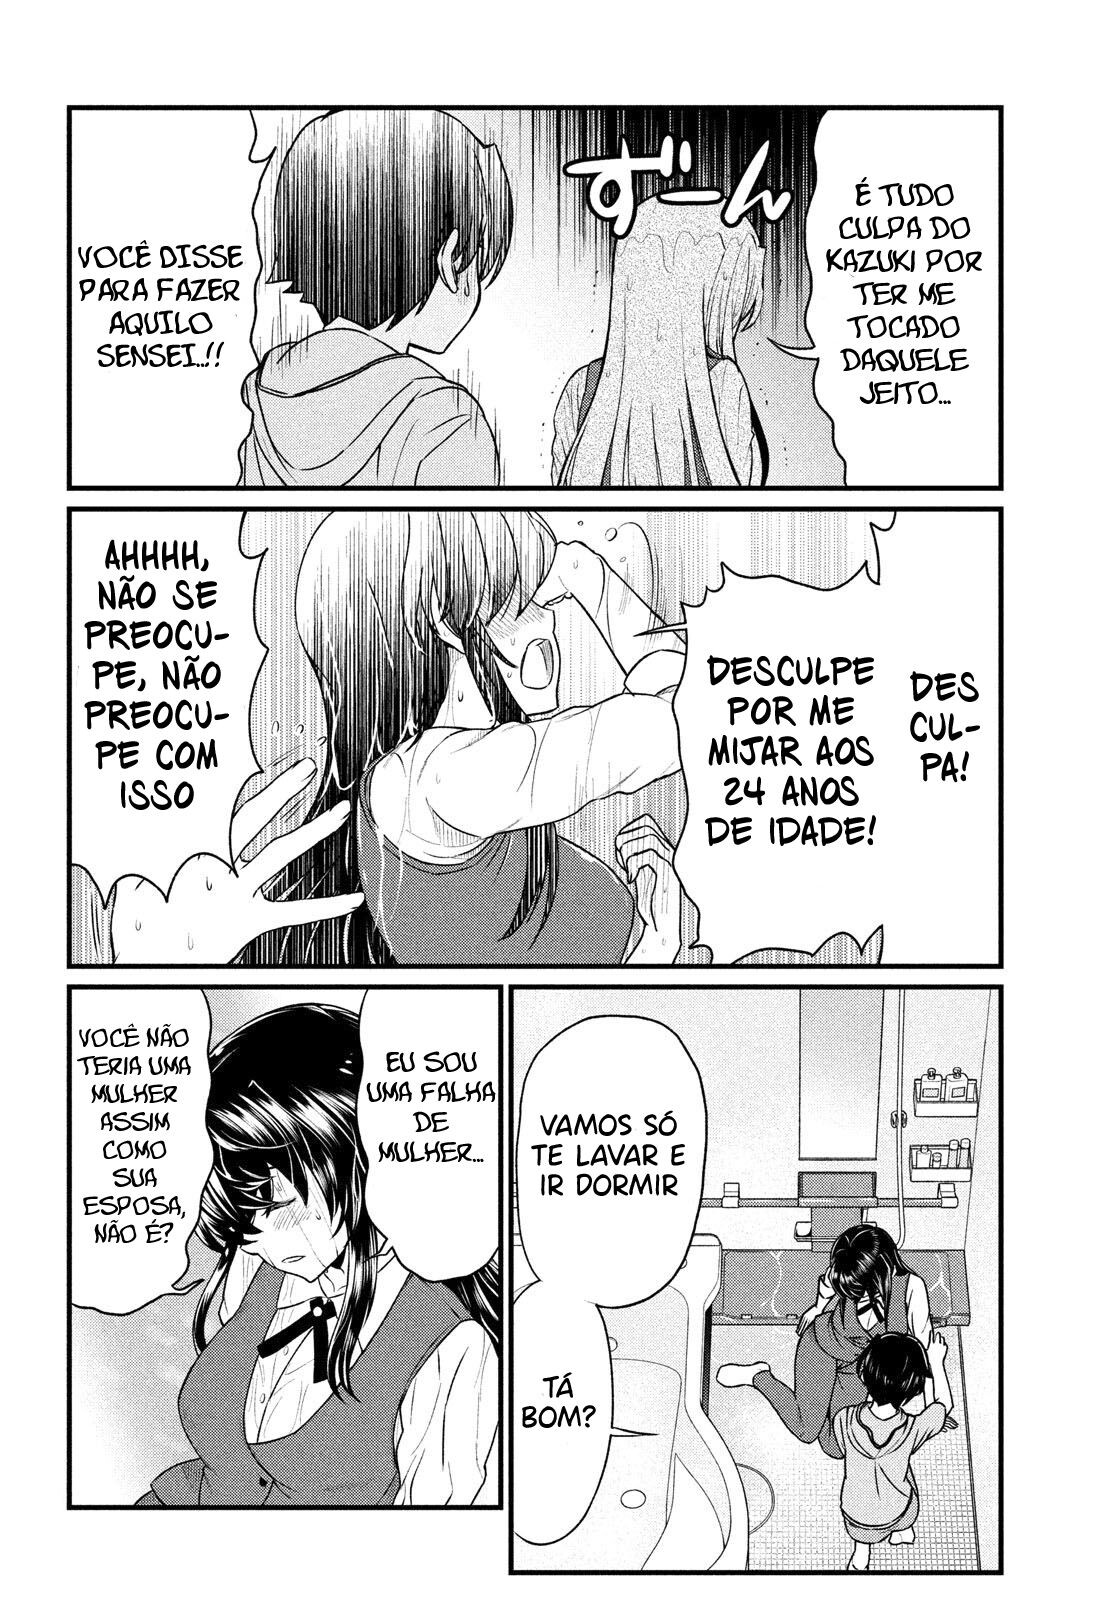 É TUDO
CULPA DO
KAZUKI POR
TER ME
TOCADO
DAQUELE
JEITO...
ずーん
VOCÊ DISSE
PARA FAZER
AQUILO
SENSEI..!!
DES
CUL-
PA!
DESCULPE
POR ME
MIJAR AOS
24 ANOS
DE IDADE!
AHHHH,
NÃO SE
PREOCU-
PE, NÃO
PREOCU-
PE COM
ISSO
VAMOS SÓ
TE LAVAR E
IR DORMIR
TÁ
BOM?
EU SOU
UMA FALHA
DE
MULHER...
VOCÊ NÃO
TERIA UMA
MULHER
ASSIM
COMO
SUA
ESPOSA,
NÃO É?